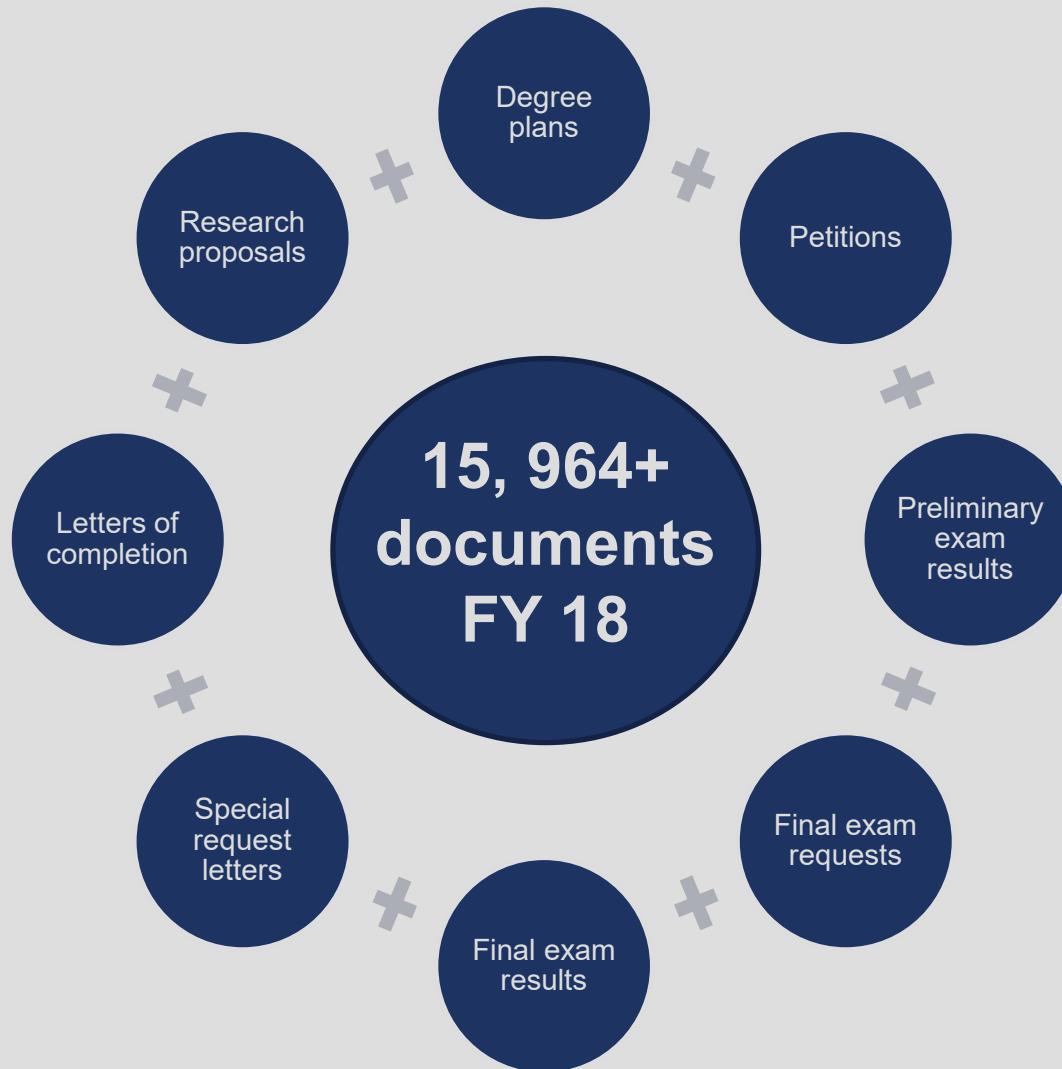 Degree
plans
Petitions
Preliminary
exam
results
Final exam
requests
Final exam
results
Special
request
letters
Letters of
completion
Research
proposals
15, 964+
documents
FY 18